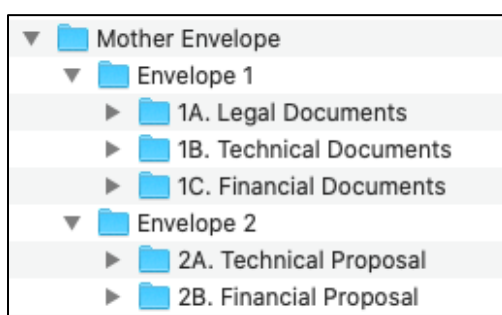 Mother Envelope
Envelope 1
1A. Legal Documents
1B. Technical Documents
1C. Financial Documents
Envelope 2
2A. Technical Proposal
2B. Financial Proposal